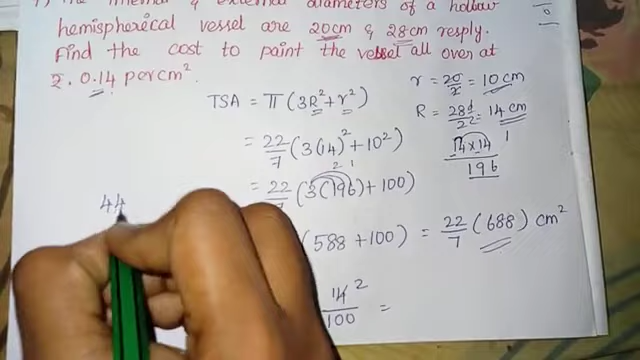 internal & external diameters of a hollow
hemispherical vessel are 20cm & 28cm resply.
Find the cost to paint the vessel all over at
₹. 0.14 per cm²
TSA = π (3R² + r²)
= 22/7 (3(14)² + 10²)
= 22/7 (3(196) + 100)
(588 + 100) = 22/7 (688) cm²
14 2
100 =
r = 20/2 = 10 cm
R = 28/2 = 14 cm
14 x 14
196
44